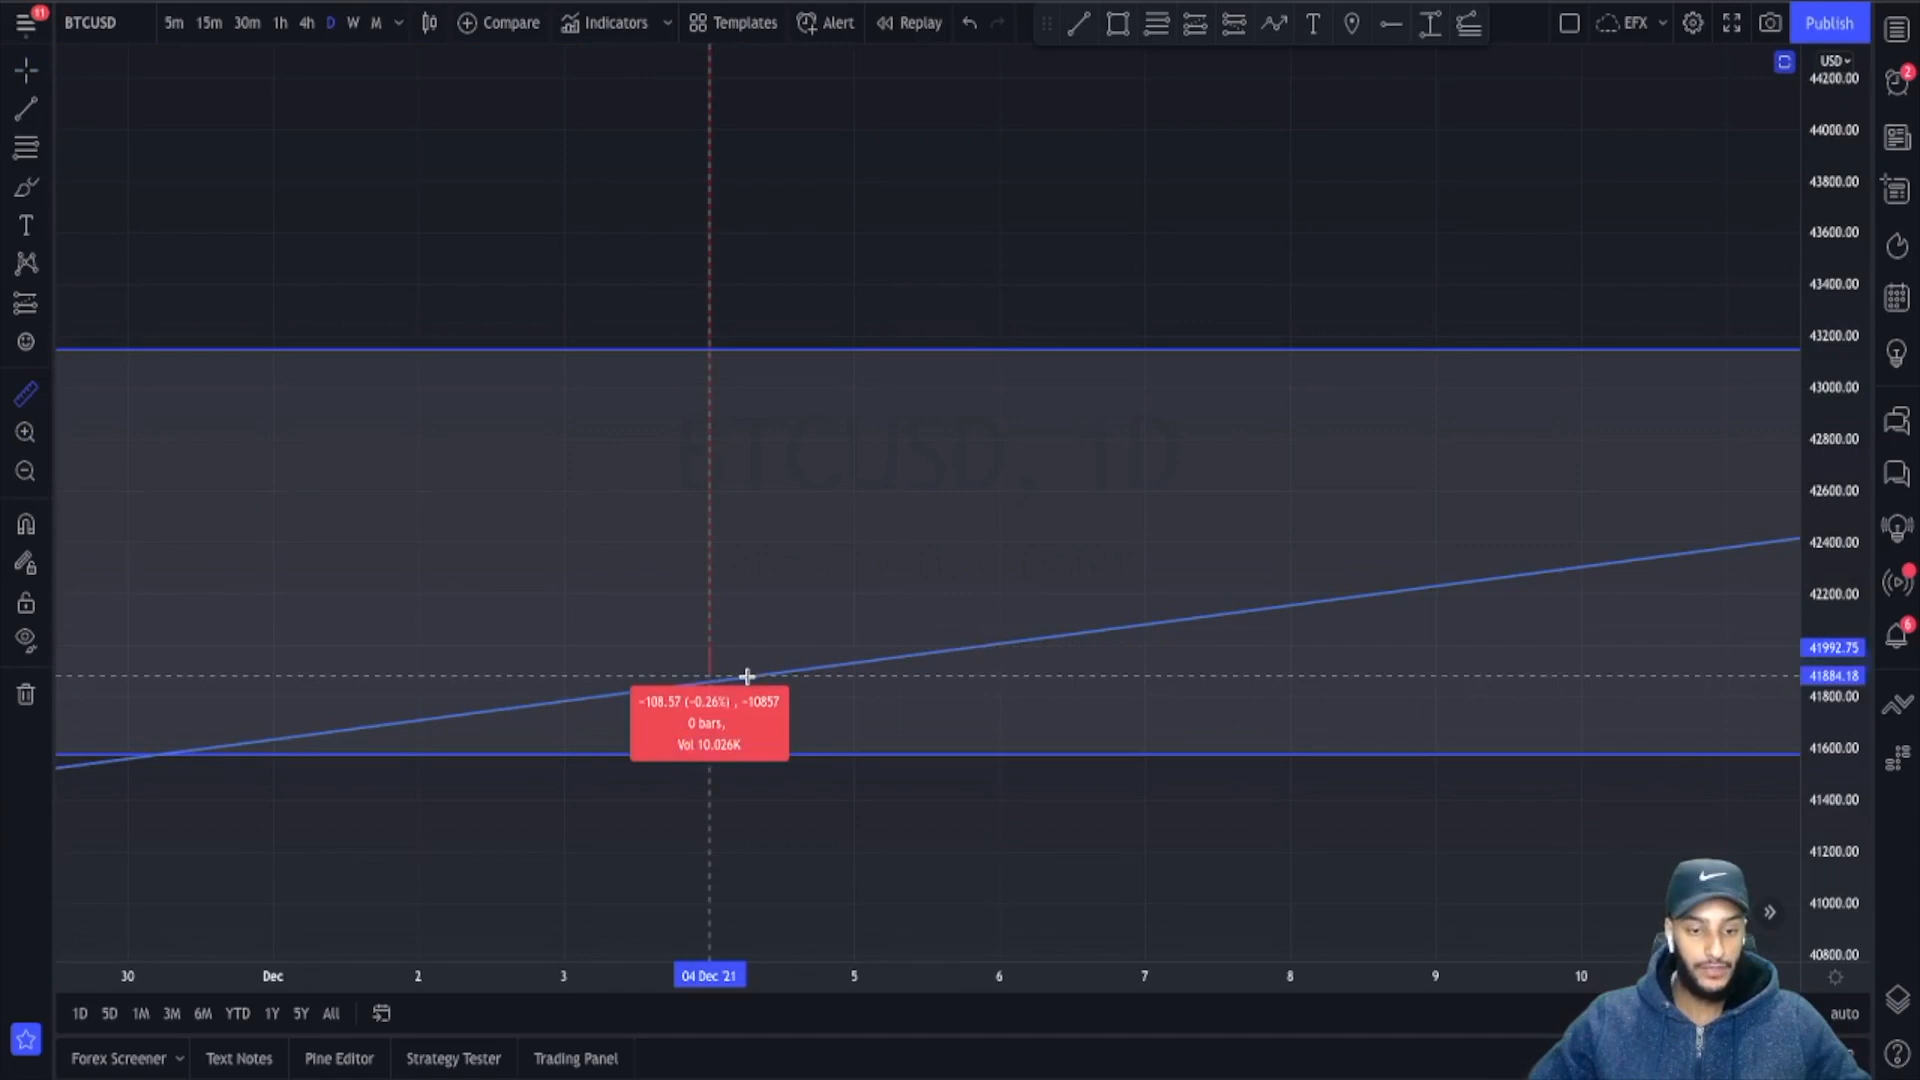 11
BTCUSD
5m 15m 30m 1h 4h D W M
Compare
Indicators
Templates
Alert
Replay
EFX
Publish
USD
44200.00
44000.00
43800.00
43600.00
43400.00
43200.00
43000.00
42800.00
42600.00
42400.00
42200.00
41992.75
41884.18
41800.00
41600.00
41400.00
41200.00
41000.00
40800.00
BTCUSD, 1D
−108.57 (−0.26%) , −10857
0 bars,
Vol 10.026K
30 Dec 2 3 04 Dec '21 5 6 7 8 9 10
1D 5D 1M 3M 6M YTD 1Y 5Y All
auto
Forex Screener Text Notes Pine Editor Strategy Tester Trading Panel
2
6